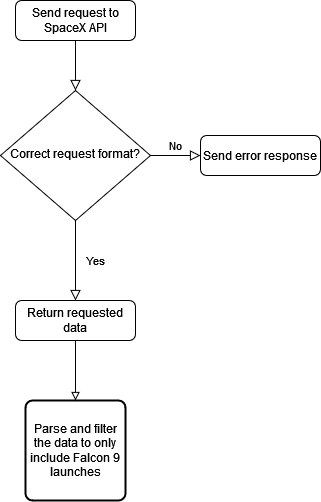 Send request to
SpaceX API
Correct request format?
No
Send error response
Yes
Return requested
data
Parse and filter
the data to only
include Falcon 9
launches